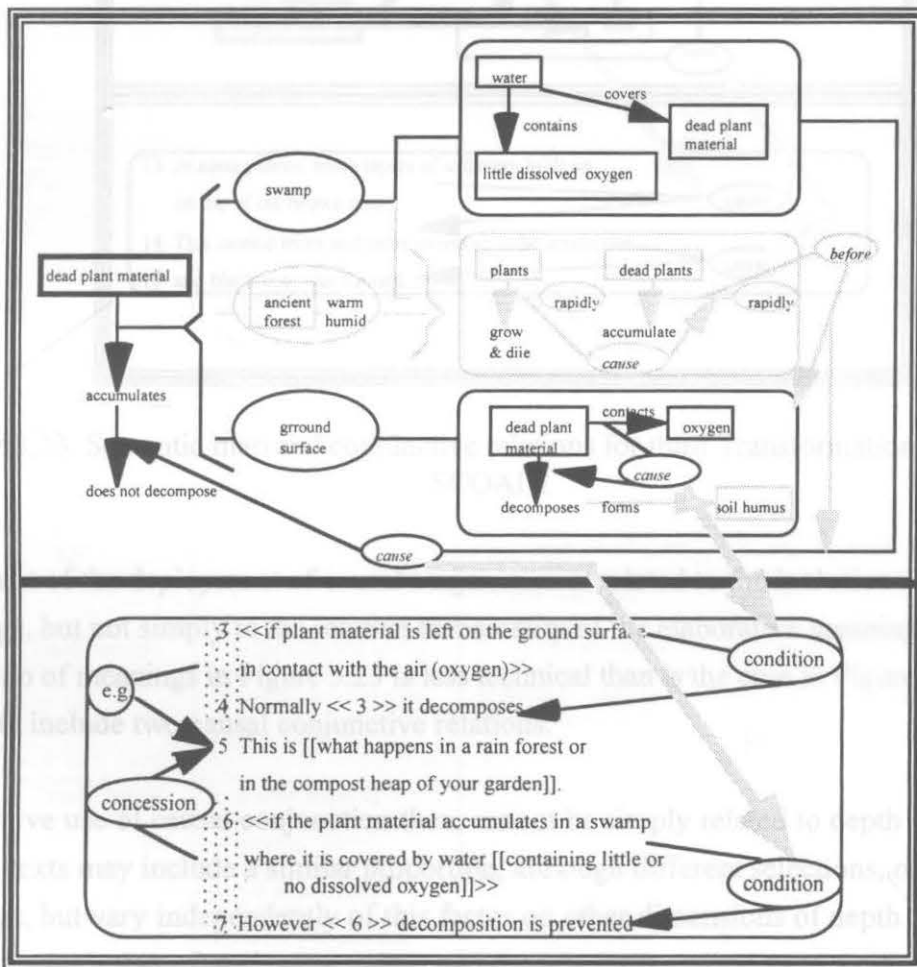 water
covers
contains
dead plant
material
little dissolved oxygen
swamp
dead plant material
plants
dead plants
before
ancient
forest
warm
humid
rapidly
rapidly
grow
& diie
accumulate
cause
accumulates
grround
surface
dead plant
material
contacts
oxygen
cause
does not decompose
decomposes
forms
soil humus
cause
3 <<if plant material is left on the ground surface
in contact with the air (oxygen)>>
condition
e.g
4 Normally << 3 >> it decomposes
5 This is [[what happens in a rain forest or
in the compost heap of your garden]].
concession
6 <<if the plant material accumulates in a swamp
where it is covered by water [[containing little or
no dissolved oxygen]]>>
condition
7 However << 6 >> decomposition is prevented